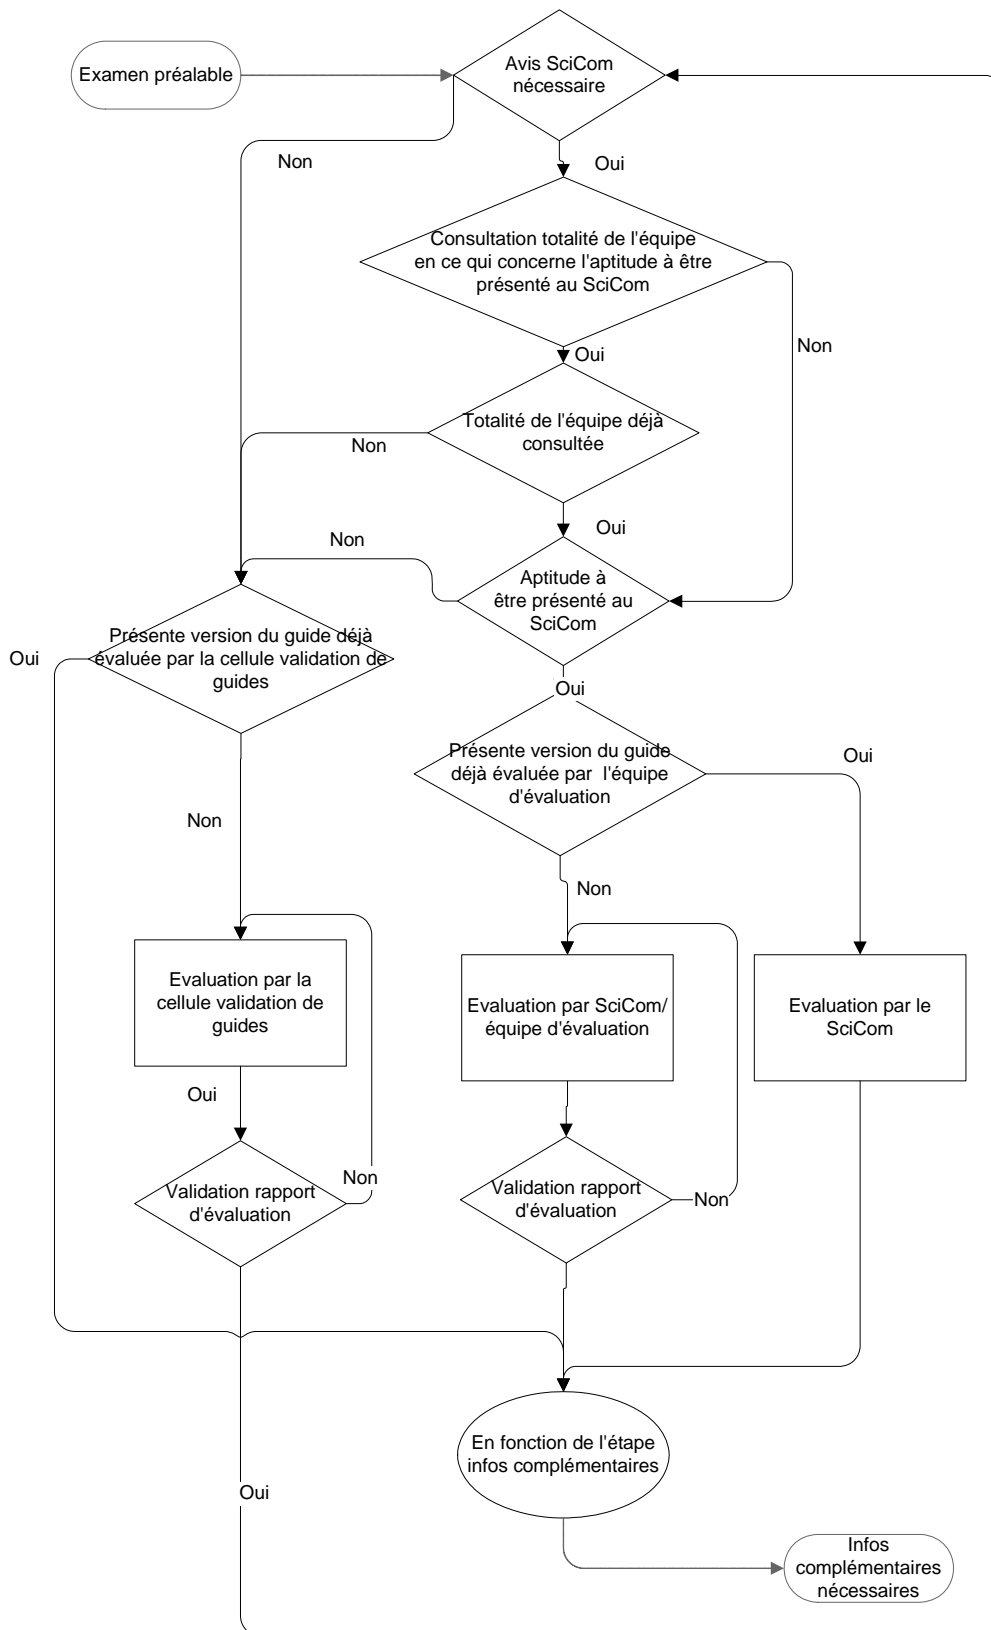 Examen préalable
Avis SciCom
nécessaire
Non
Oui
Consultation totalité de l'équipe
en ce qui concerne l'aptitude à être
présenté au SciCom
Non
Oui
Totalité de l'équipe déjà
consultée
Non
Oui
Non
Aptitude à
être présenté au
SciCom
Présente version du guide déjà
évaluée par la cellule validation de
guides
Oui
Oui
Présente version du guide
déjà évaluée par  l'équipe
d'évaluation
Oui
Non
Non
Evaluation par la
cellule validation de
guides
Evaluation par SciCom/
équipe d'évaluation
Evaluation par le
SciCom
Oui
Validation rapport
d'évaluation
Non
Validation rapport
d'évaluation
Non
En fonction de l'étape
infos complémentaires
Oui
Infos
complémentaires
nécessaires